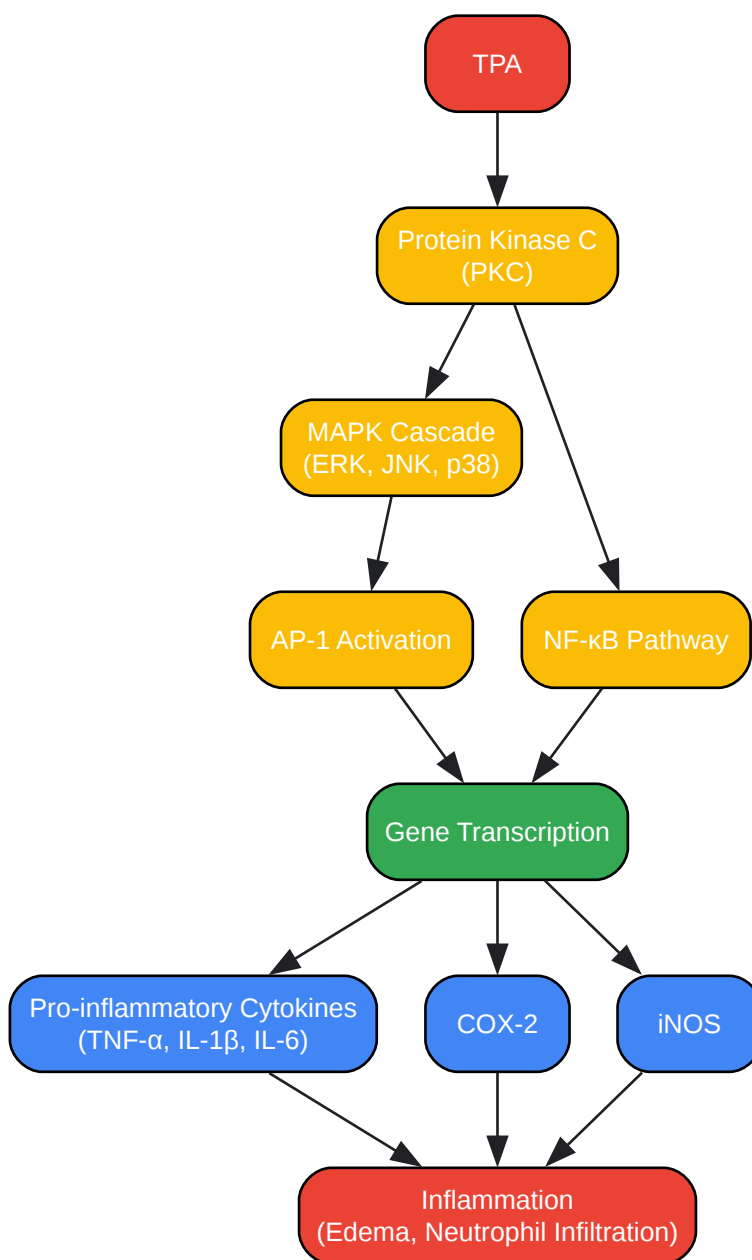 TPA
Protein Kinase C
(PKC)
MAPK Cascade
(ERK, JNK, p38)
AP-1 Activation
NF-κB Pathway
Gene Transcription
Pro-inflammatory Cytokines
(TNF-α, IL-1β, IL-6)
COX-2
iNOS
Inflammation
(Edema, Neutrophil Infiltration)